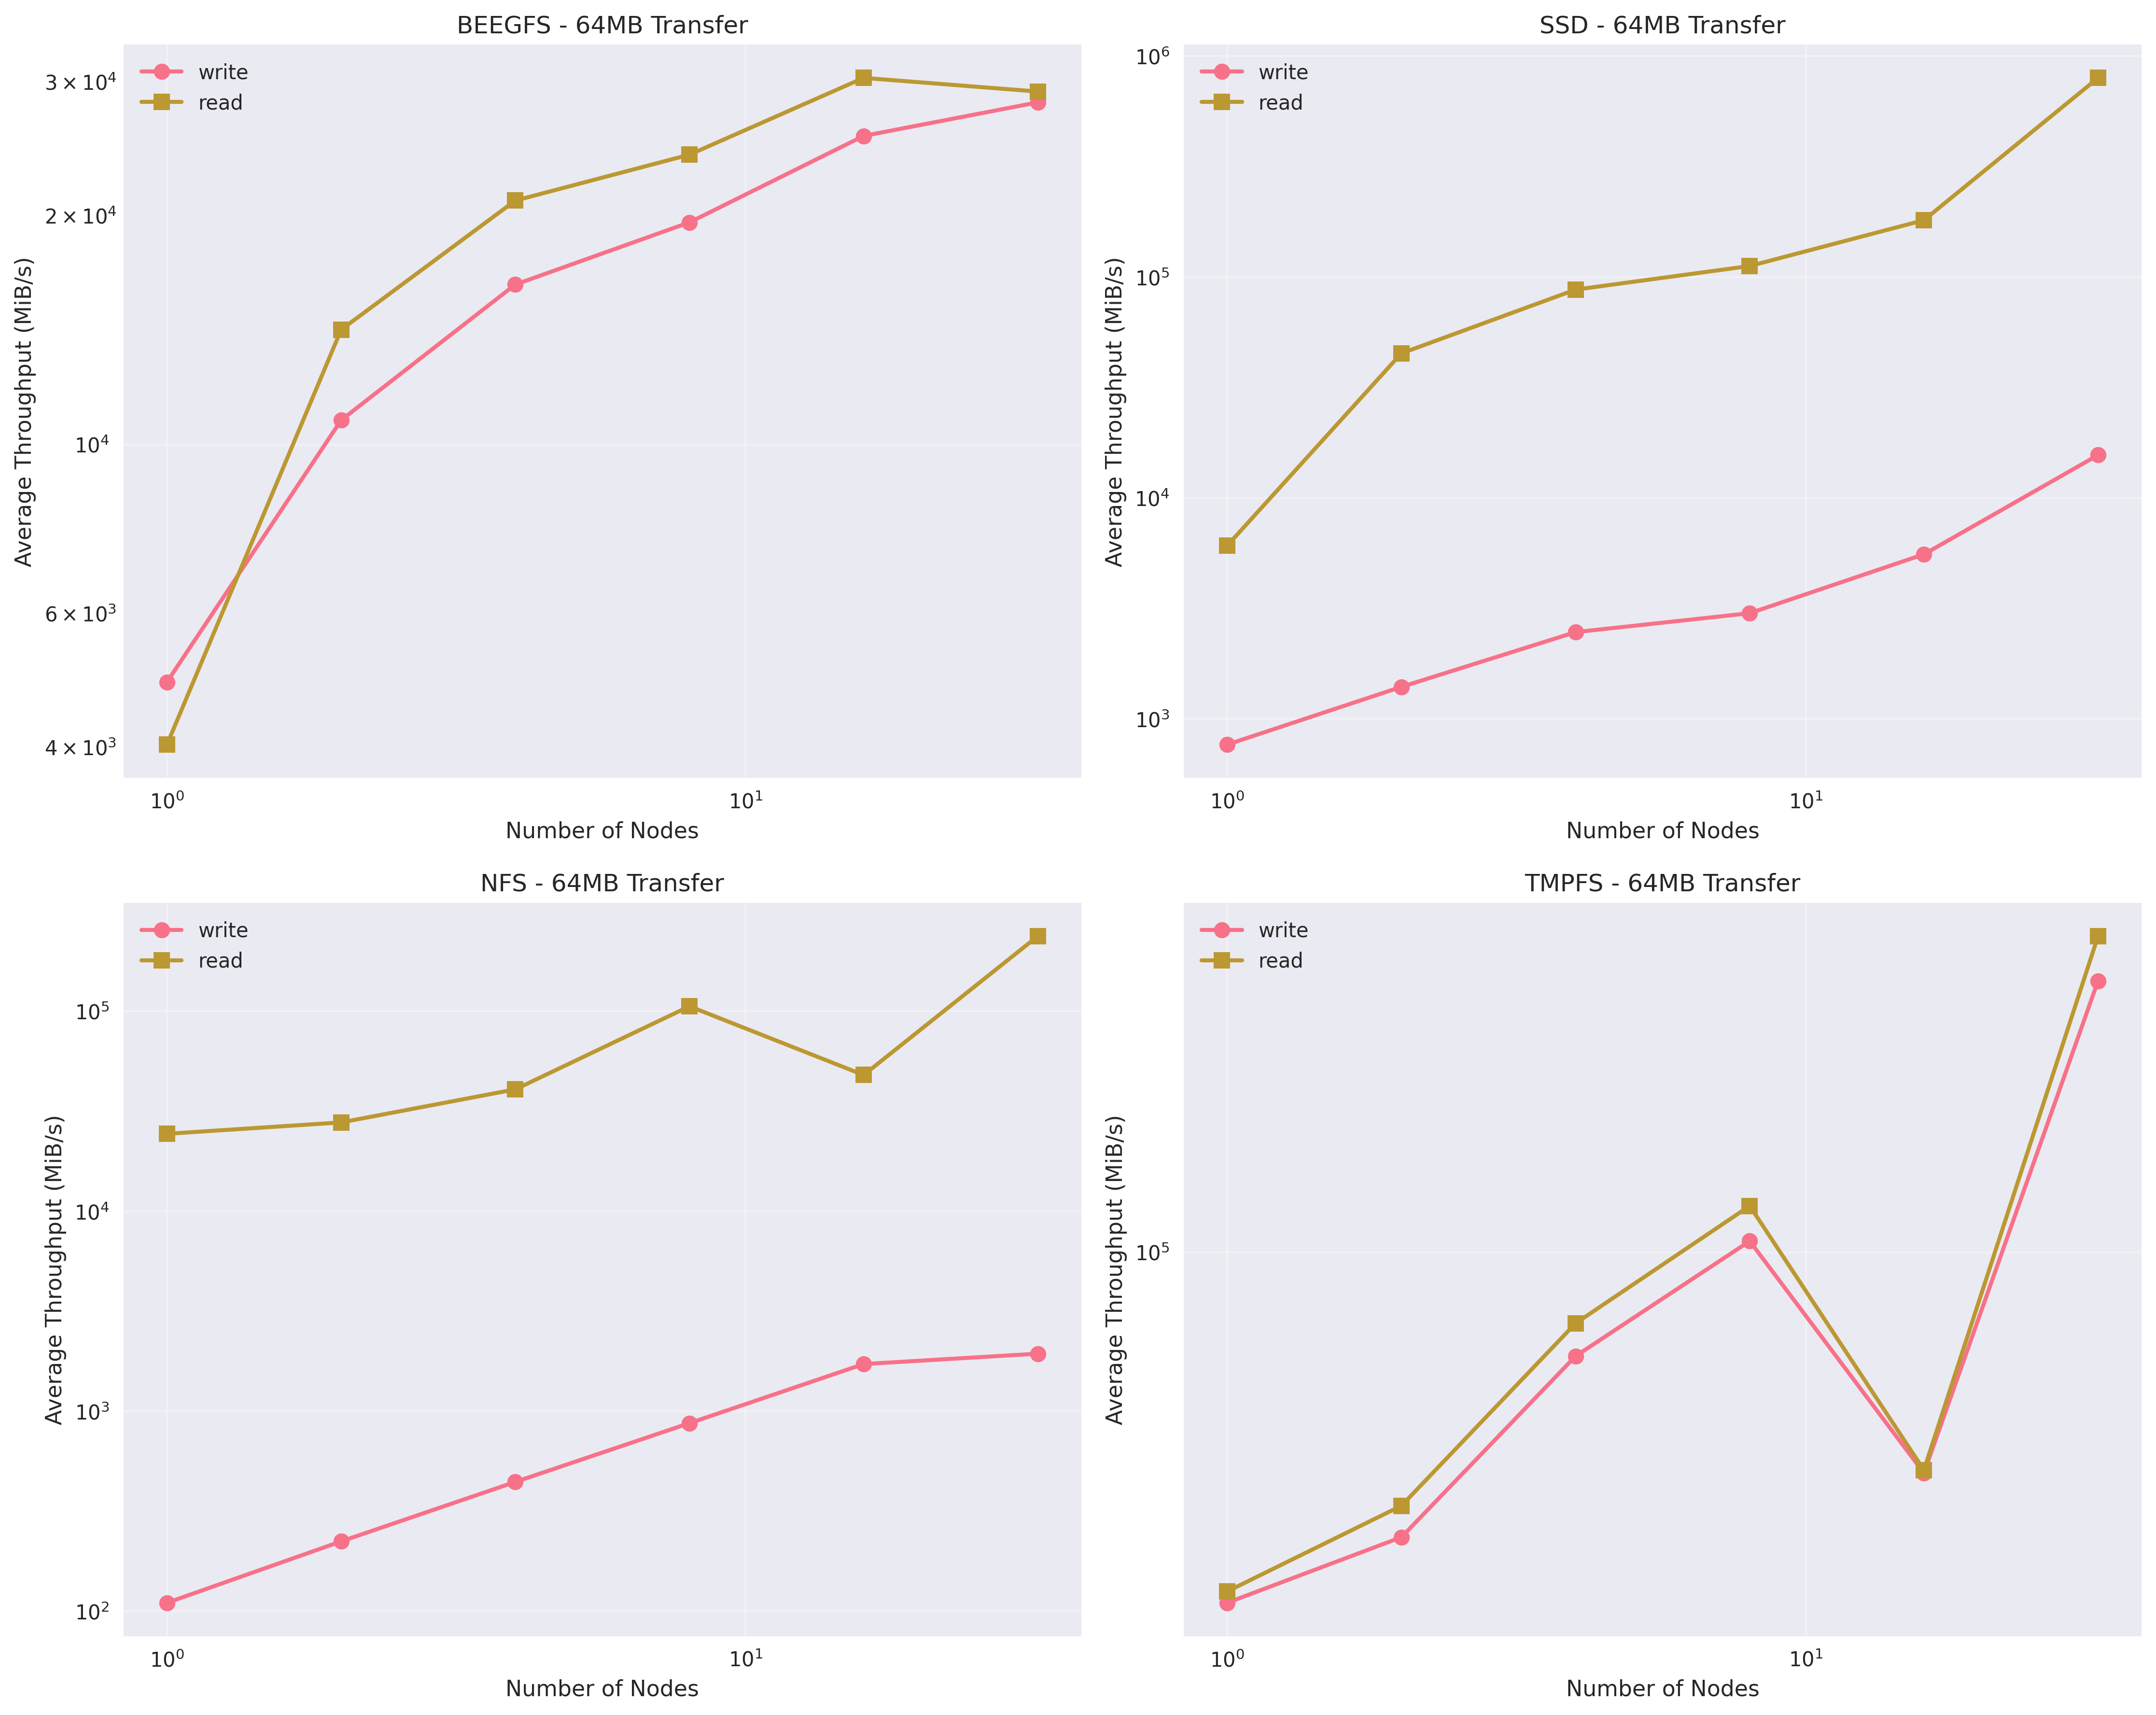 BEEGFS - 64MB Transfer
write
read
3 × 10⁴
2 × 10⁴
10⁴
6 × 10³
4 × 10³
Average Throughput (MiB/s)
10⁰
10¹
Number of Nodes
SSD - 64MB Transfer
write
read
10⁶
10⁵
10⁴
10³
Average Throughput (MiB/s)
10⁰
10¹
Number of Nodes
NFS - 64MB Transfer
write
read
10⁵
10⁴
10³
10²
Average Throughput (MiB/s)
10⁰
10¹
Number of Nodes
TMPFS - 64MB Transfer
write
read
10⁵
Average Throughput (MiB/s)
10⁰
10¹
Number of Nodes